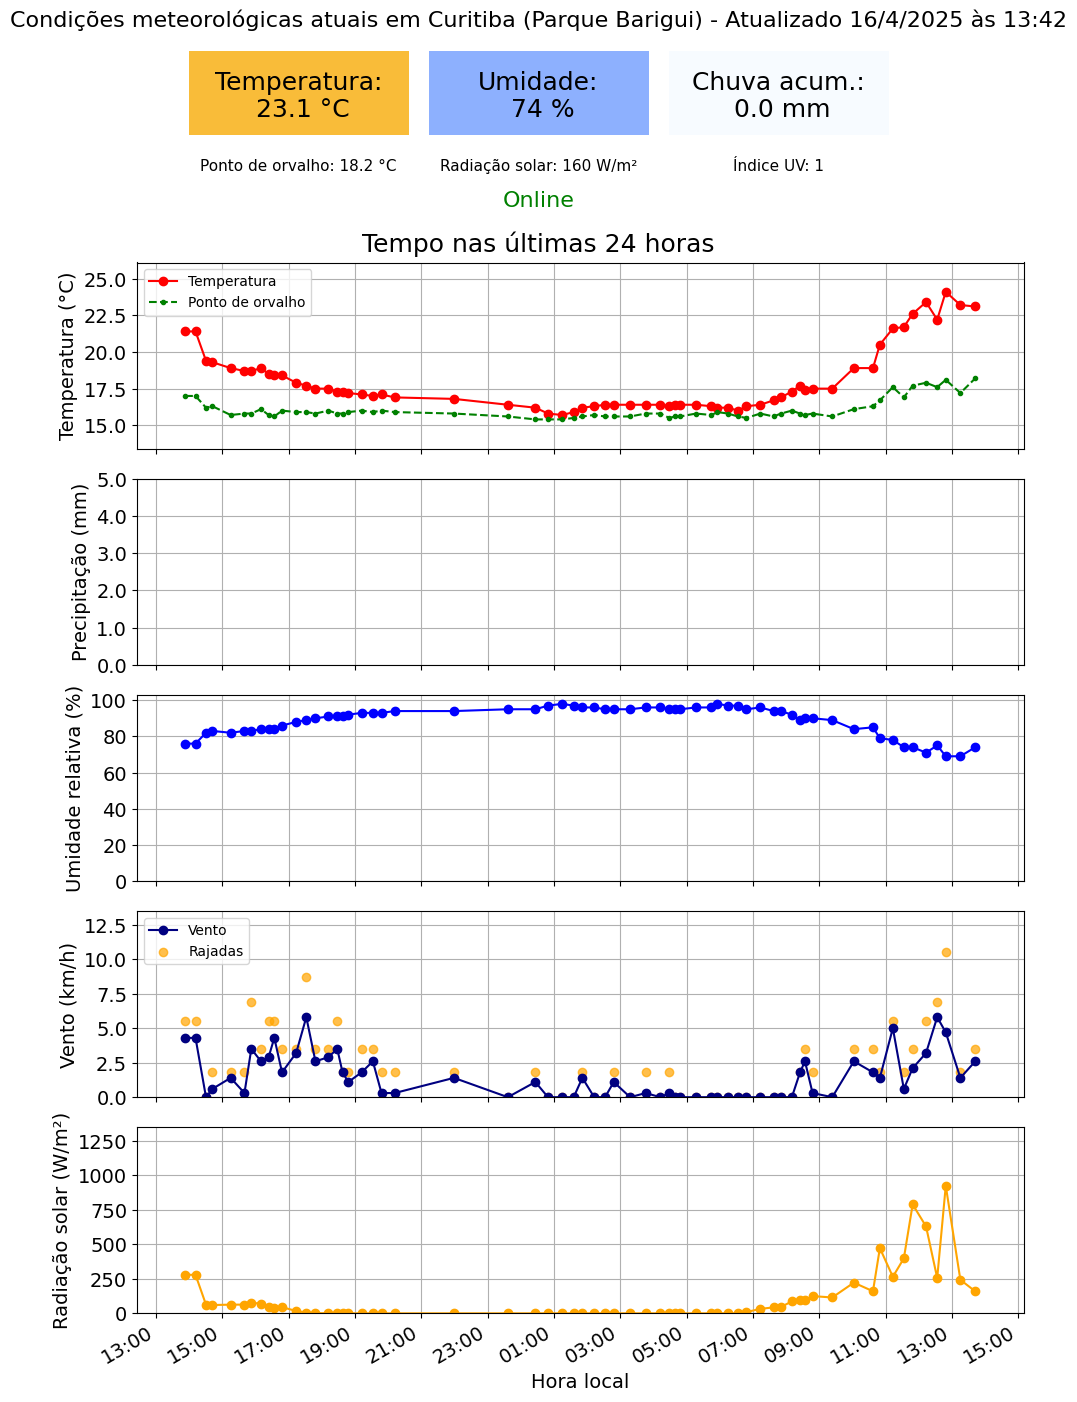 Condições meteorológicas atuais em Curitiba (Parque Barigui) - Atualizado 16/4/2025 às 13:42
Temperatura:
23.1 °C
Umidade:
74 %
Chuva acum.:
0.0 mm
Ponto de orvalho: 18.2 °C
Radiação solar: 160 W/m²
Índice UV: 1
Online
Tempo nas últimas 24 horas
Temperatura (°C)
25.0
22.5
20.0
17.5
15.0
Temperatura
Ponto de orvalho
Precipitação (mm)
5.0
4.0
3.0
2.0
1.0
0.0
Umidade relativa (%)
100
80
60
40
20
0
Vento (km/h)
12.5
10.0
7.5
5.0
2.5
0.0
Vento
Rajadas
Radiação solar (W/m²)
1250
1000
750
500
250
0
13:00
15:00
17:00
19:00
21:00
23:00
01:00
03:00
05:00
07:00
09:00
11:00
13:00
15:00
Hora local